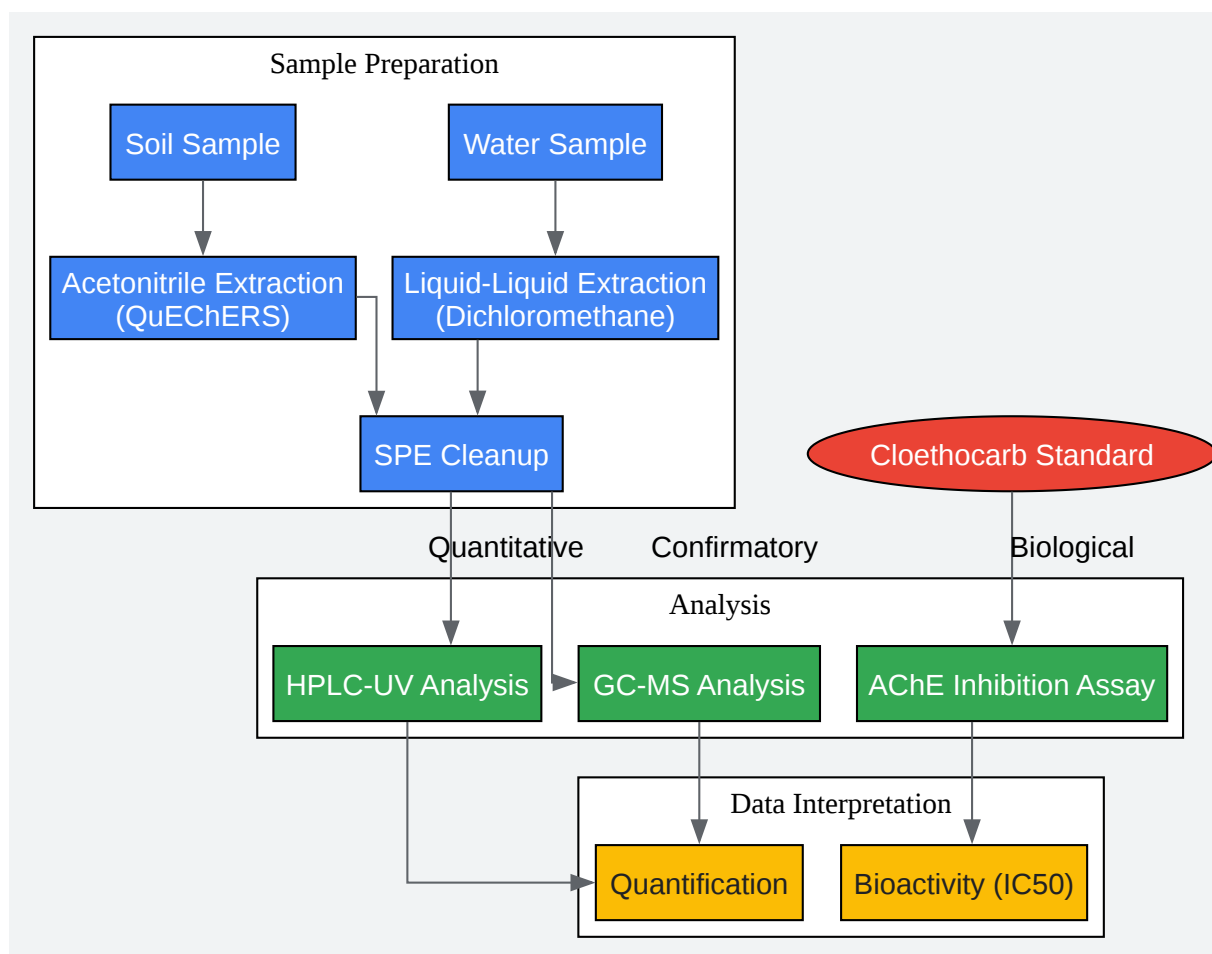 Sample Preparation
Soil Sample
Water Sample
Acetonitrile Extraction
(QuEChERS)
Liquid-Liquid Extraction
(Dichloromethane)
SPE Cleanup
Cloethocarb Standard
Quantitative
Confirmatory
Biological
Analysis
HPLC-UV Analysis
GC-MS Analysis
AChE Inhibition Assay
Data Interpretation
Quantification
Bioactivity (IC50)